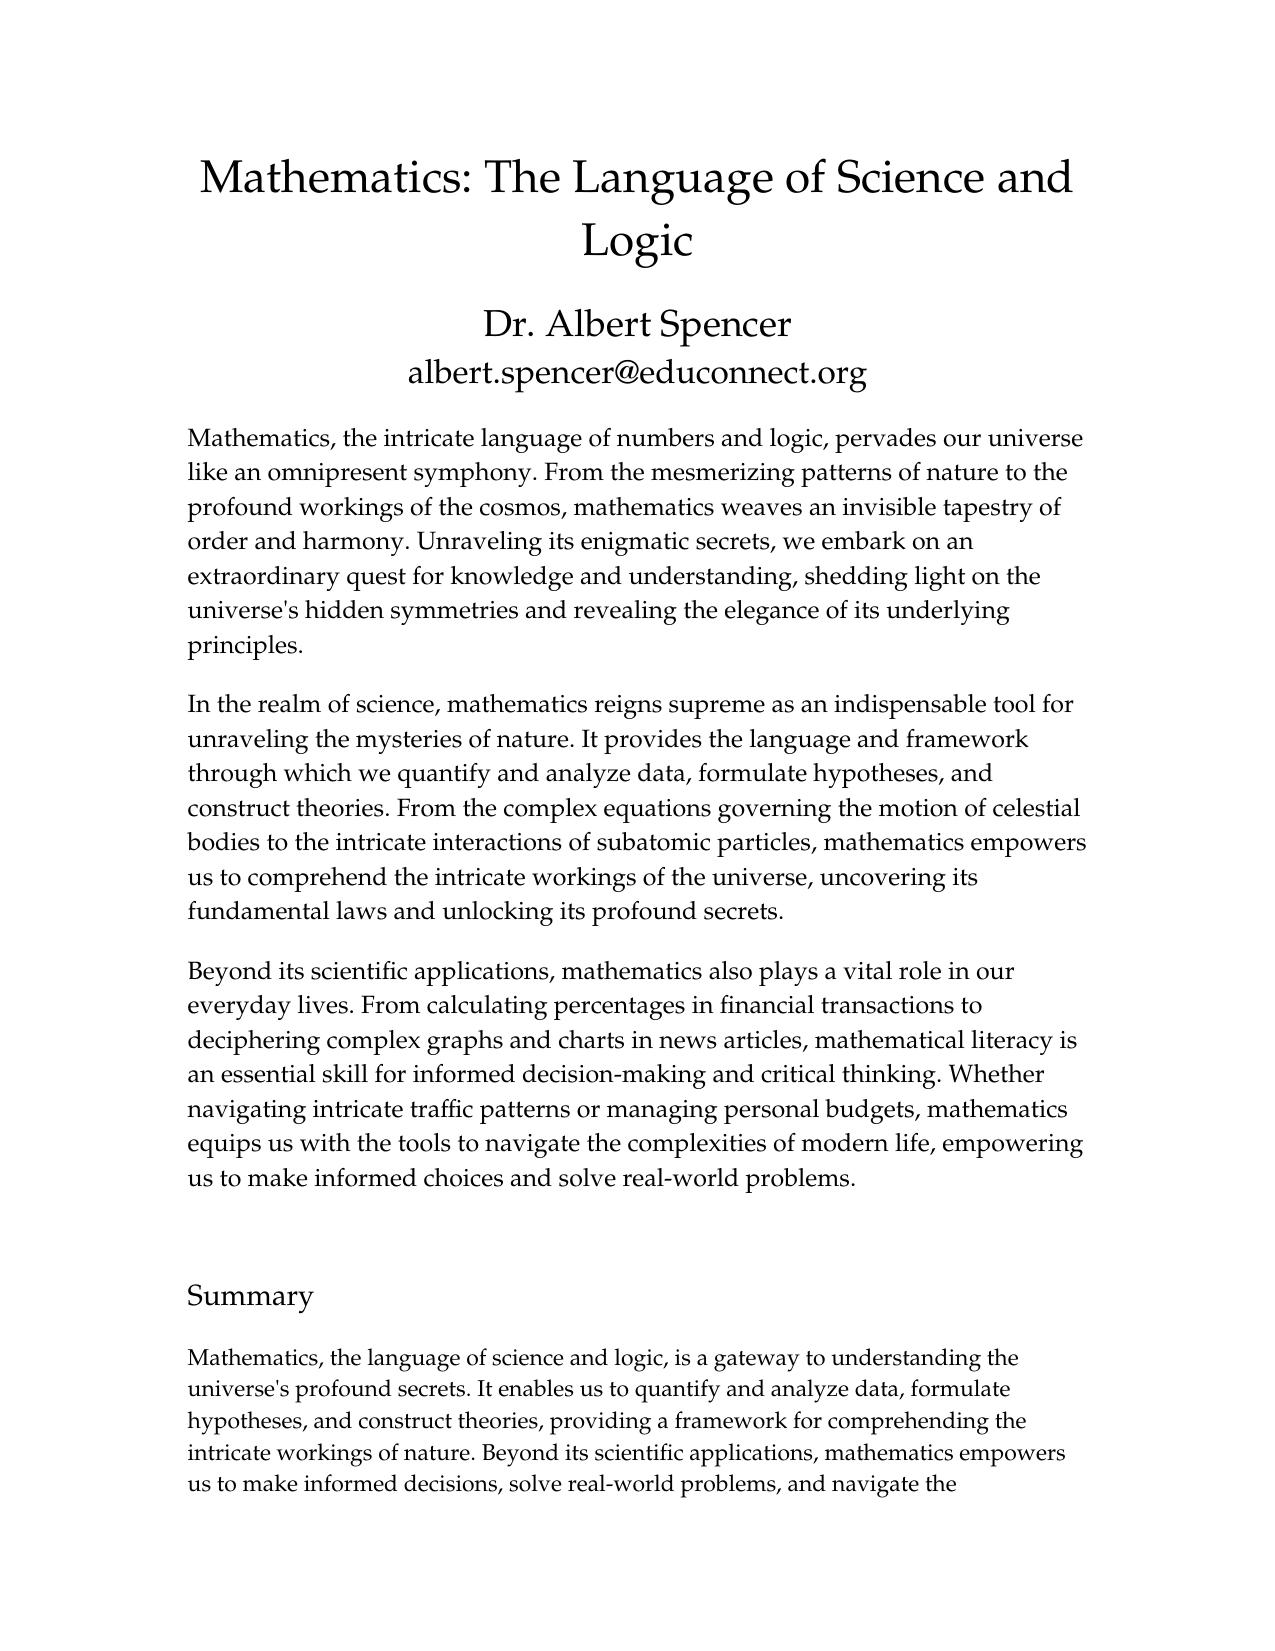 Mathematics: The Language of Science and
Logic
Dr. Albert Spencer
albert.spencer@educonnect.org
Mathematics, the intricate language of numbers and logic, pervades our universe
like an omnipresent symphony. From the mesmerizing patterns of nature to the
profound workings of the cosmos, mathematics weaves an invisible tapestry of
order and harmony. Unraveling its enigmatic secrets, we embark on an
extraordinary quest for knowledge and understanding, shedding light on the
universe's hidden symmetries and revealing the elegance of its underlying
principles.
In the realm of science, mathematics reigns supreme as an indispensable tool for
unraveling the mysteries of nature. It provides the language and framework
through which we quantify and analyze data, formulate hypotheses, and
construct theories. From the complex equations governing the motion of celestial
bodies to the intricate interactions of subatomic particles, mathematics empowers
us to comprehend the intricate workings of the universe, uncovering its
fundamental laws and unlocking its profound secrets.
Beyond its scientific applications, mathematics also plays a vital role in our
everyday lives. From calculating percentages in financial transactions to
deciphering complex graphs and charts in news articles, mathematical literacy is
an essential skill for informed decision-making and critical thinking. Whether
navigating intricate traffic patterns or managing personal budgets, mathematics
equips us with the tools to navigate the complexities of modern life, empowering
us to make informed choices and solve real-world problems.
Summary
Mathematics, the language of science and logic, is a gateway to understanding the
universe's profound secrets. It enables us to quantify and analyze data, formulate
hypotheses, and construct theories, providing a framework for comprehending the
intricate workings of nature. Beyond its scientific applications, mathematics empowers
us to make informed decisions, solve real-world problems, and navigate the